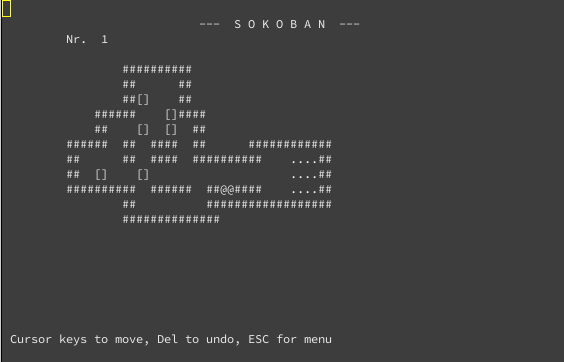 --- S O K O B A N ---
Nr.  1
        ##########
        ##      ##
        ##[]    ##
    ######    []####
    ##    []  []  ##
######  ##  ####  ##      ############
##      ##  ####  ##########    ....##
##  []    []                    ....##
##########  ######  ##@@####    ....##
        ##          ##################
        ##############
Cursor keys to move, Del to undo, ESC for menu